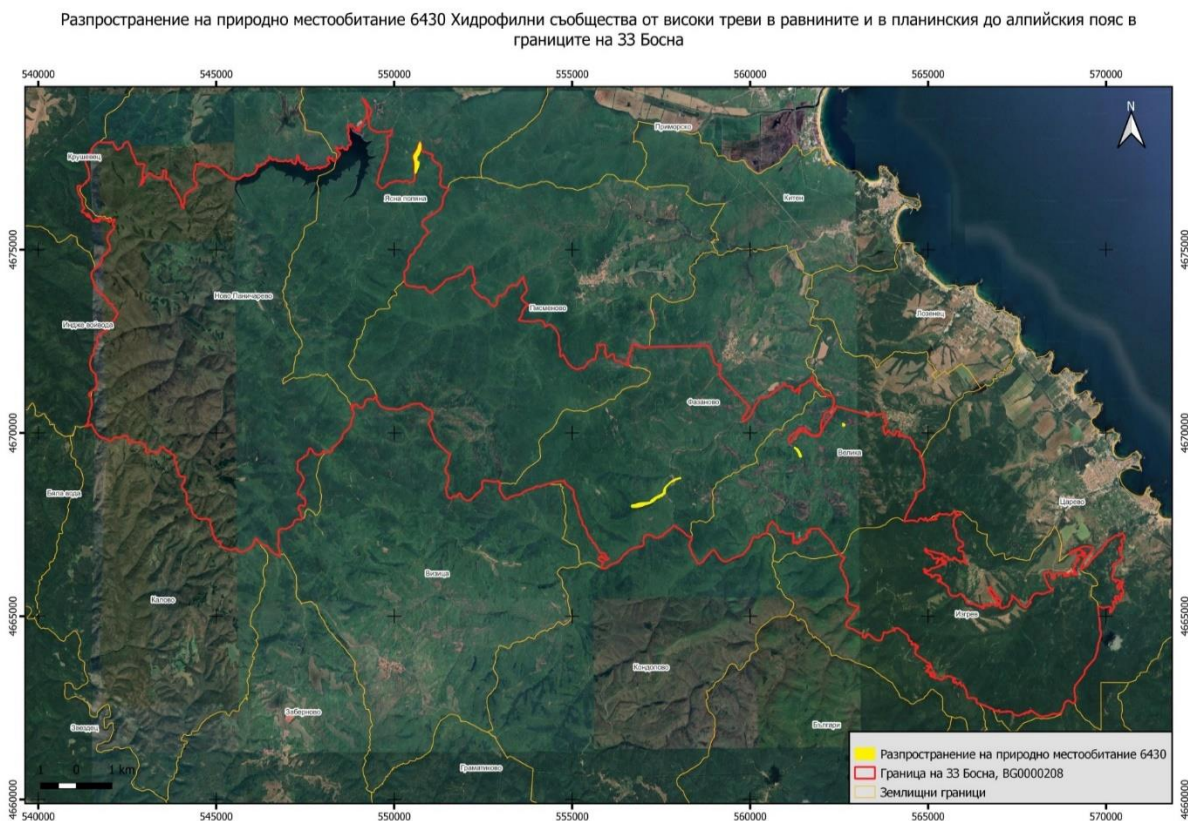 Разпространение на природно местообитание 6430 Хидрофилни съобщества от високи треви в равнините и в планинския до алпийския пояс в
границите на ЗЗ Босна
540000 545000 550000 555000 560000 565000 570000
N
Приморско
Крушевец
Ясна поляна
Китен
4675000 4675000
Ново Паничарево
Писменово
Лозенец
Инджe войвода
Фазаново
4670000 4670000
Велика
Бяла вода
Царево
Визица
Калово
Изгрев
4665000 4665000
Кондолово
Заберново
Българи
Звездец
Граматиково
1 0 1 km
Разпространение на природно местообитание 6430
Граница на ЗЗ Босна, BG0000208
Землищни граници
4660000 4660000
540000 545000 550000 555000 560000 565000 570000